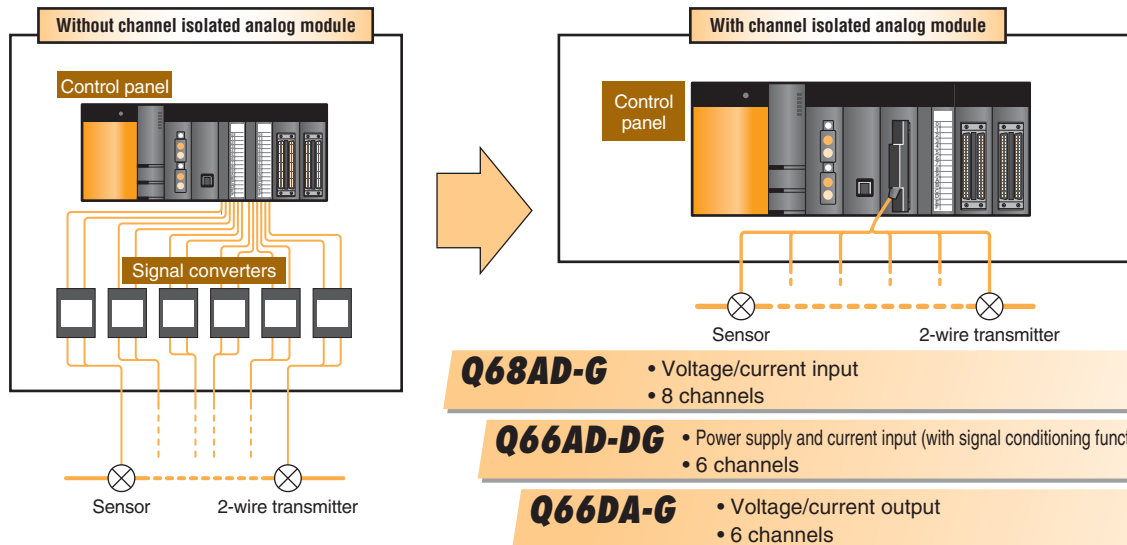 Without channel isolated analog module
Control panel
Signal converters
Sensor
2-wire transmitter
With channel isolated analog module
Control
panel
Sensor
2-wire transmitter
Q68AD-G
• Voltage/current input
• 8 channels
Q66AD-DG
• Power supply and current input (with signal conditioning funct
• 6 channels
Q66DA-G
• Voltage/current output
• 6 channels